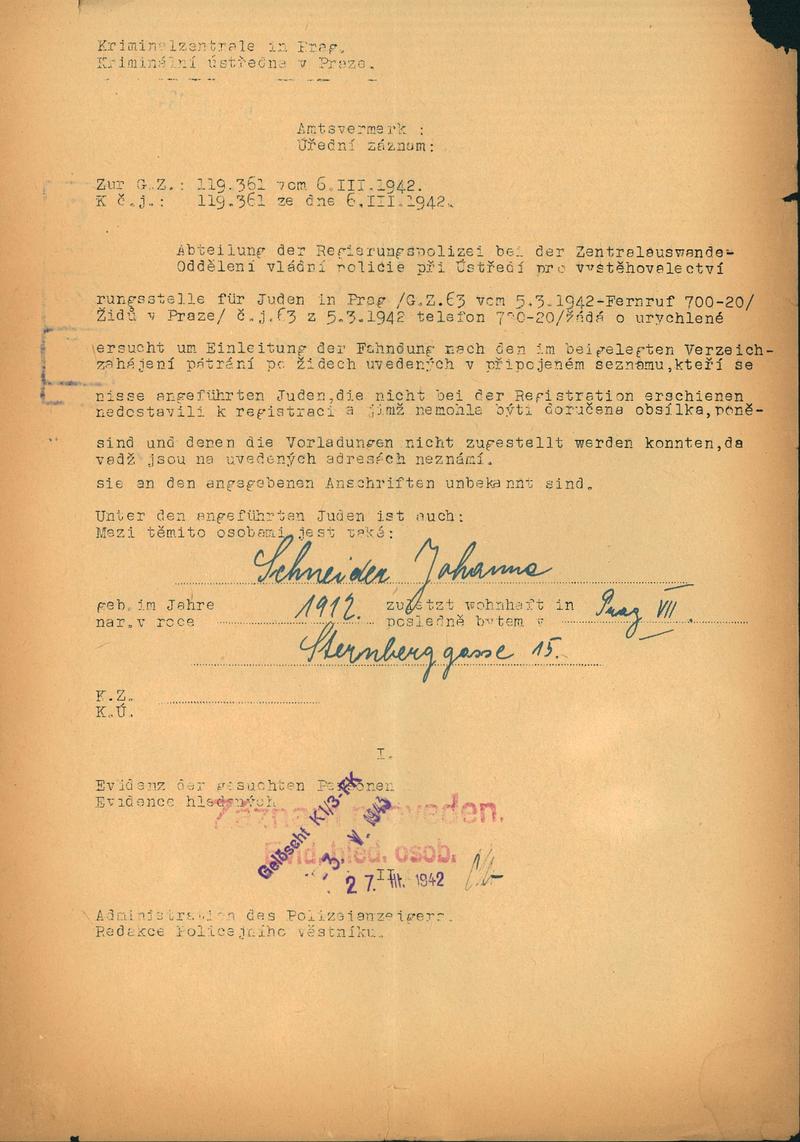 Kriminalzentrale in Prag.
Kriminální ústředna v Praze.
Amtsvermerk :
Úřední záznam:
Zur G.Z.: 119.361 vom 6.III.1942.
K č.j.: 119.361 ze dne 6.III.1942.
Abteilung der Regierungspolizei bei der Zentralauswande-
Oddělení vládní policie při Ústředí pro vystěhovalectví
rungsstelle für Juden in Prag /G.Z.63 vom 5.3.1942-Fernruf 700-20/
Židů v Praze/ č.j.63 z 5.3.1942 telefon 700-20/žádá o urychlené
ersucht um Einleitung der Fahndung nach den im beigelegten Verzeich-
zahájení pátrání po židech uvedených v připojeném seznamu,kteří se
nisse angeführten Juden,die nicht bei der Registration erschienen
nedostavili k registraci a jimž nemohla býti doručena obsílka,poně-
sind und denen die Vorladungen nicht zugestellt werden konnten,da
vadž jsou na uvedených adresách neznámí.
sie an den angegebenen Anschriften unbekannt sind.
Unter den angeführten Juden ist auch:
Mezi těmito osobami jest také:
Schneider Johanna
geb.im Jahre 1912. zuletzt wohnhaft in Prag VII
nar.v roce posledně bytem v
Sternberggasse 15.
K.Z.
K.Ú.
I.
Evidenz der gesuchten Personen
Evidence hledaných
Gelöscht K1/3-
3. V. 1943
Evid. hled. osob.
27. III. 1942
Administration des Polizeianzeigers.
Redakce Policejního věstníku.